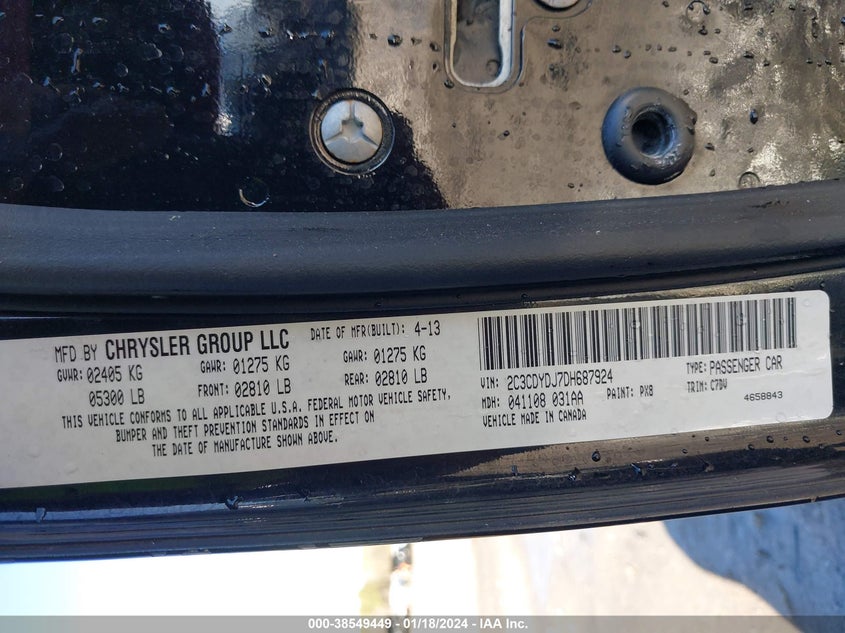 MFD BY CHRYSLER GROUP LLC DATE OF MFR(BUILT): 4-13
GVWR: 02405 KG GAWR: 01275 KG GAWR: 01275 KG
05300 LB FRONT: 02810 LB REAR: 02810 LB
THIS VEHICLE CONFORMS TO ALL APPLICABLE U.S.A. FEDERAL MOTOR VEHICLE SAFETY,
BUMPER AND THEFT PREVENTION STANDARDS IN EFFECT ON
THE DATE OF MANUFACTURE SHOWN ABOVE.
VIN: 2C3CDYDJ7DH687924 TYPE: PASSENGER CAR
MDH: 041108 031AA PAINT: PX8 TRIM: C7DV
VEHICLE MADE IN CANADA 4658843
000-38549449 - 01/18/2024 - IAA Inc.